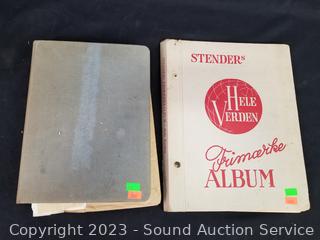 STENDERs
HELE
VERDEN
Frimærke
ALBUM
Copyright 2023 - Sound Auction Service